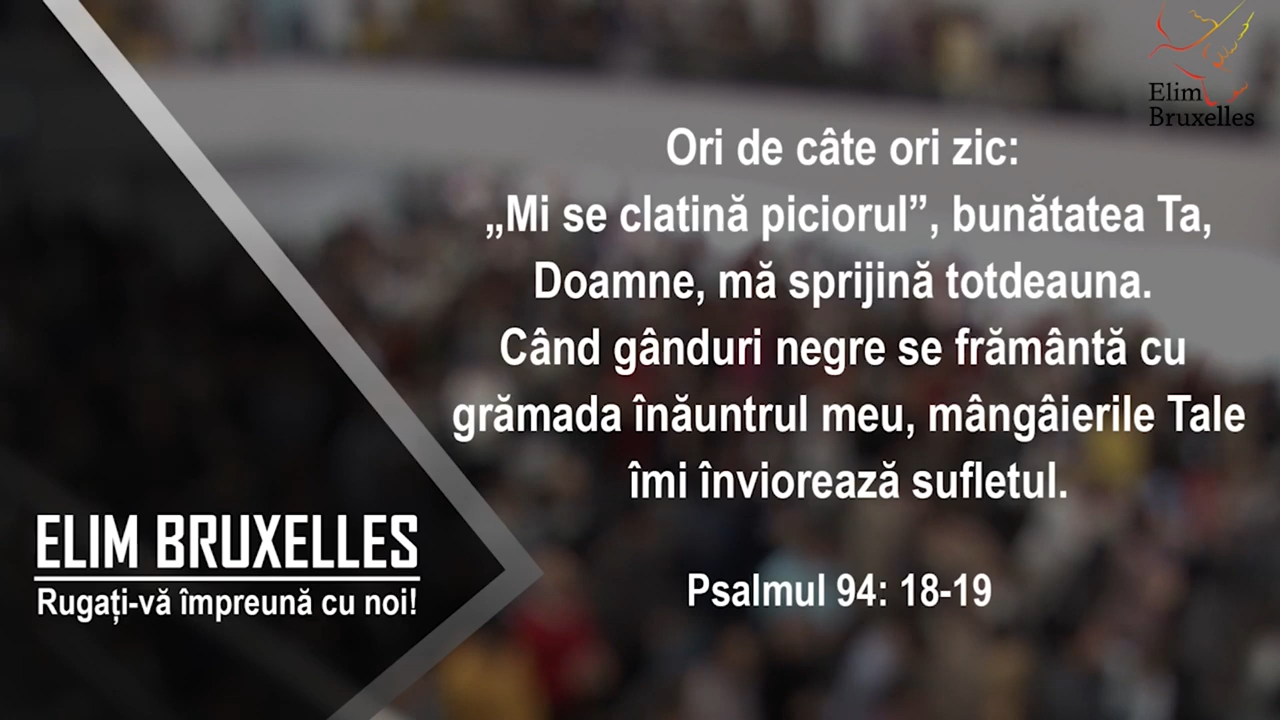 Elim
Bruxelles
Ori de câte ori zic:
„Mi se clatină piciorul”, bunătatea Ta,
Doamne, mă sprijină totdeauna.
Când gânduri negre se frământă cu
grămada înăuntrul meu, mângâierile Tale
îmi înviorează sufletul.
Psalmul 94: 18-19
ELIM BRUXELLES
Rugați-vă împreună cu noi!